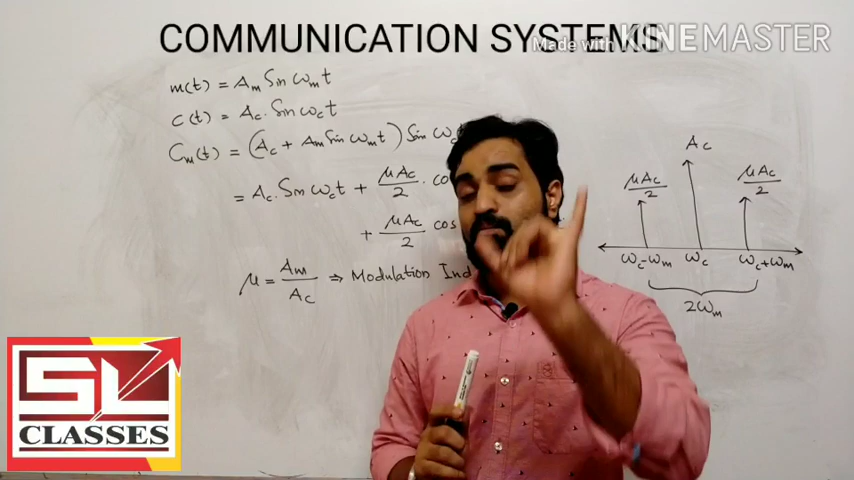 COMMUNICATION SYSTEMS
Made with KINEMASTER
m(t) = Am Sin ωmt
c(t) = Ac. Sin ωct
Cm(t) = (Ac + Am Sin ωmt) Sin ωct
= Ac. Sin ωct + μAc/2 . co
+ μAc/2 cos
μ = Am/Ac ⇒ Modulation Ind
Ac
μAc/2 μAc/2
ωc-ωm ωc ωc+ωm
2ωm
SL
CLASSES